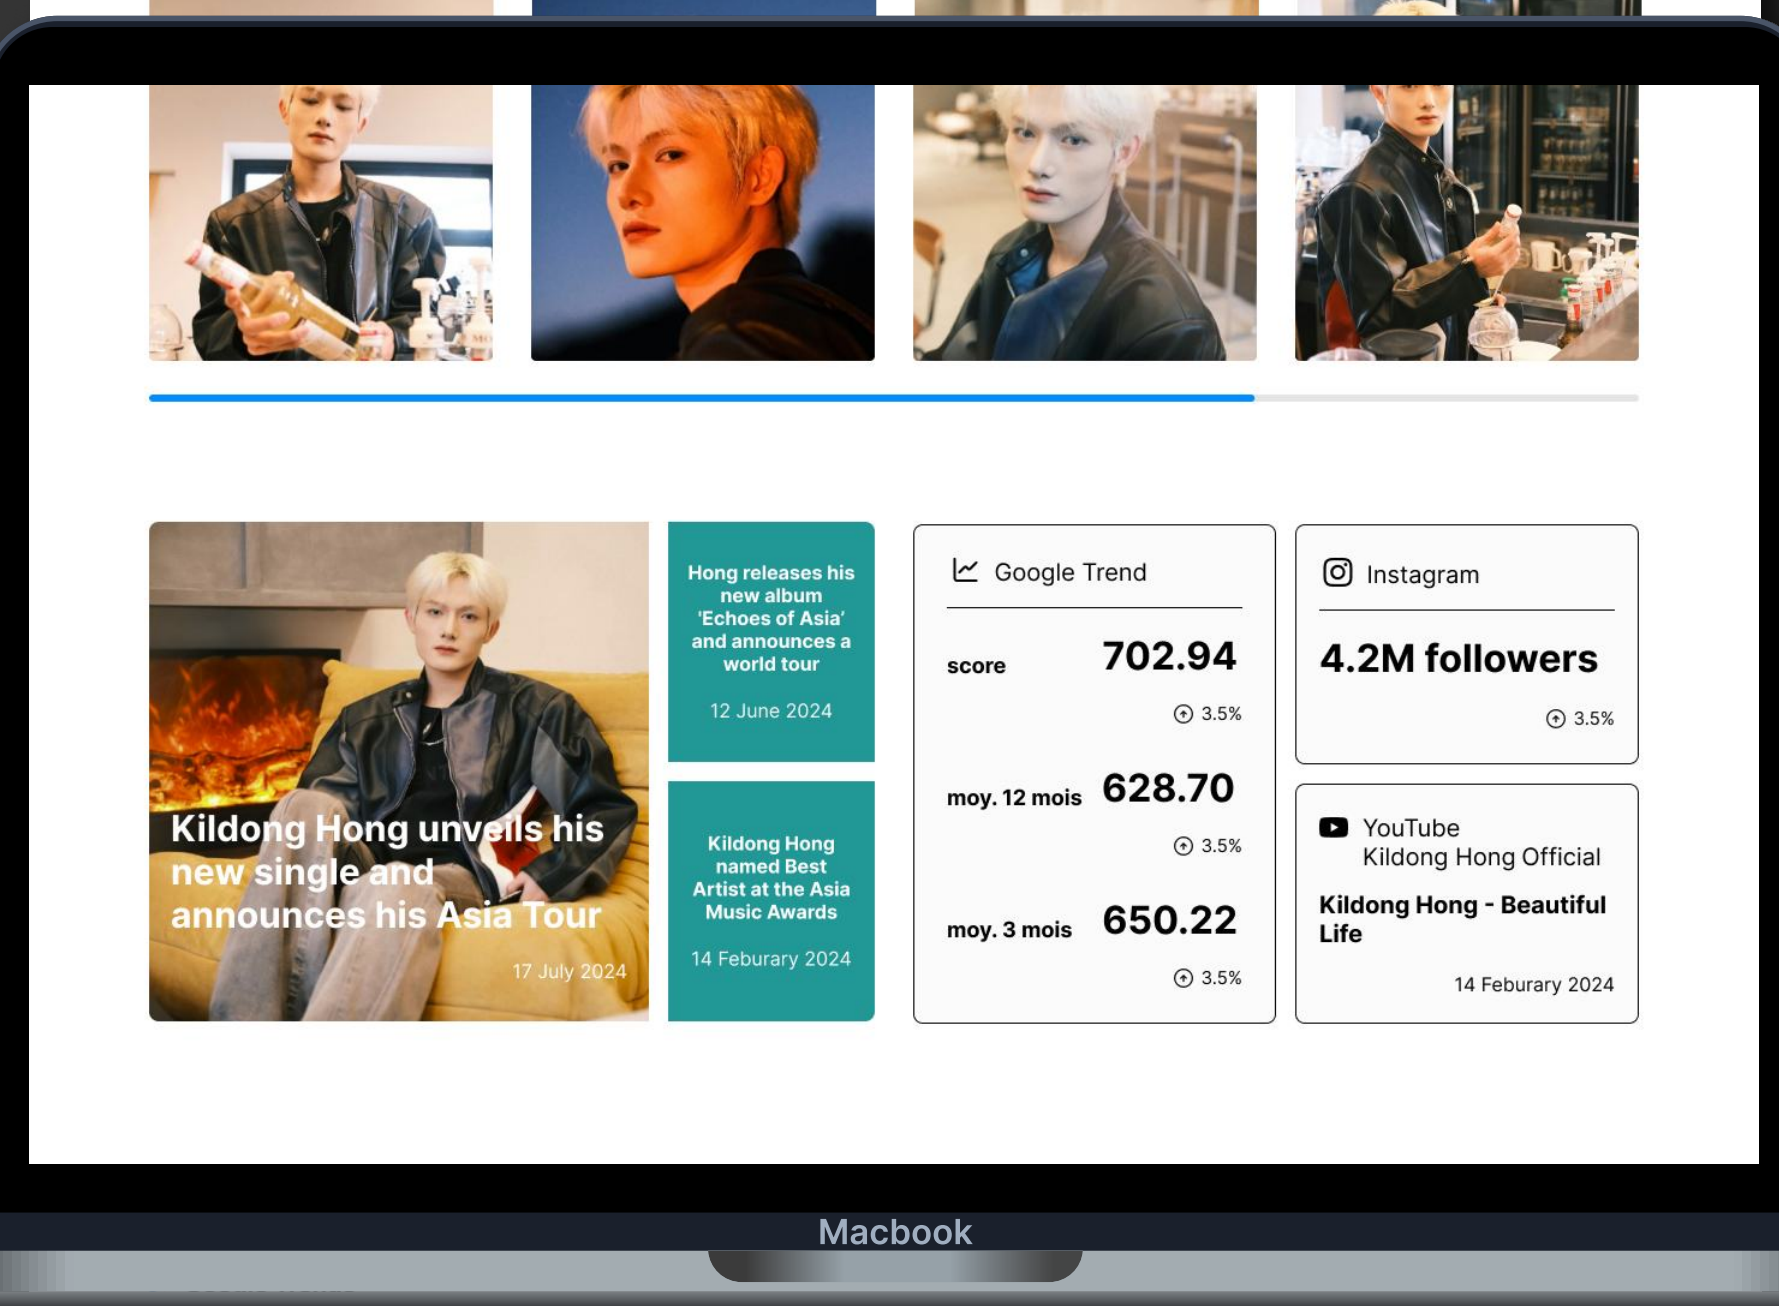 Kildong Hong unveils his
new single and
announces his Asia Tour
17 July 2024
Hong releases his
new album
'Echoes of Asia’
and announces a
world tour
12 June 2024
Kildong Hong
named Best
Artist at the Asia
Music Awards
14 Feburary 2024
Google Trend
score 702.94
3.5%
moy. 12 mois 628.70
3.5%
moy. 3 mois 650.22
3.5%
Instagram
4.2M followers
3.5%
YouTube
Kildong Hong Official
Kildong Hong - Beautiful
Life
14 Feburary 2024
Macbook